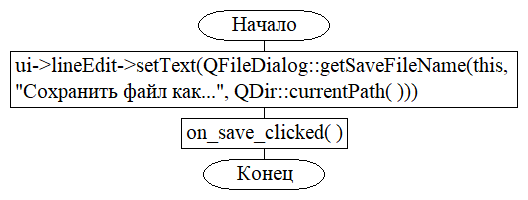 Начало
ui->lineEdit->setText(QFileDialog::getSaveFileName(this,
"Сохранить файл как...", QDir::currentPath( )))
on_save_clicked( )
Конец